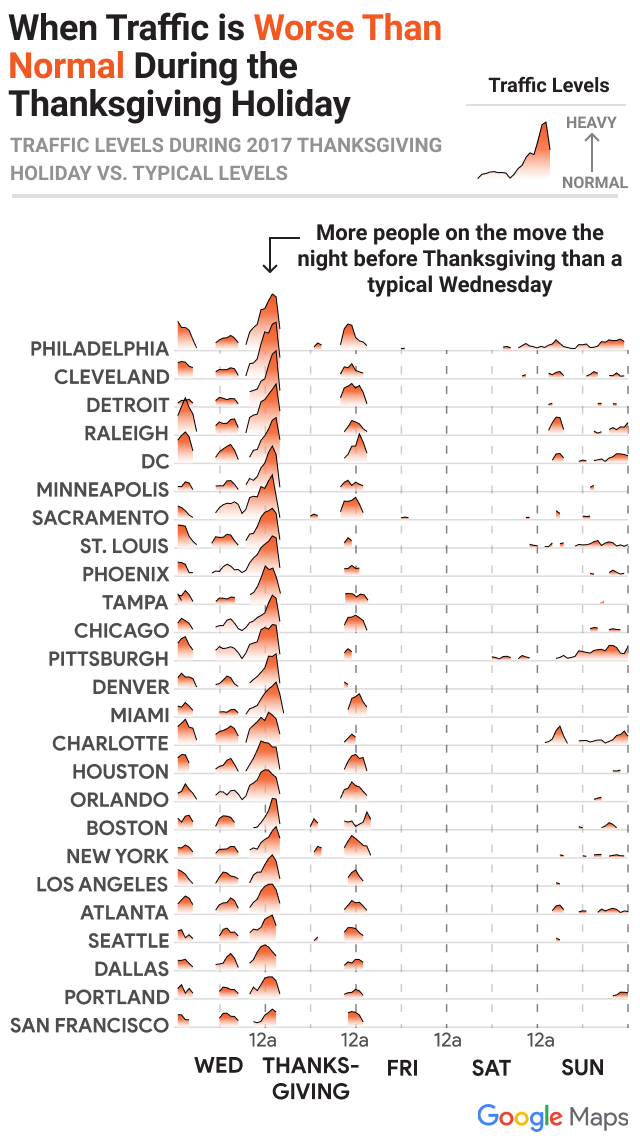 When Traffic is Worse Than
Normal During the
Thanksgiving Holiday
TRAFFIC LEVELS DURING 2017 THANKSGIVING
HOLIDAY VS. TYPICAL LEVELS
Traffic Levels
HEAVY
NORMAL
More people on the move the
night before Thanksgiving than a
typical Wednesday
PHILADELPHIA
CLEVELAND
DETROIT
RALEIGH
DC
MINNEAPOLIS
SACRAMENTO
ST. LOUIS
PHOENIX
TAMPA
CHICAGO
PITTSBURGH
DENVER
MIAMI
CHARLOTTE
HOUSTON
ORLANDO
BOSTON
NEW YORK
LOS ANGELES
ATLANTA
SEATTLE
DALLAS
PORTLAND
SAN FRANCISCO
12a 12a 12a 12a
WED THANKS-
GIVING FRI SAT SUN
Google Maps